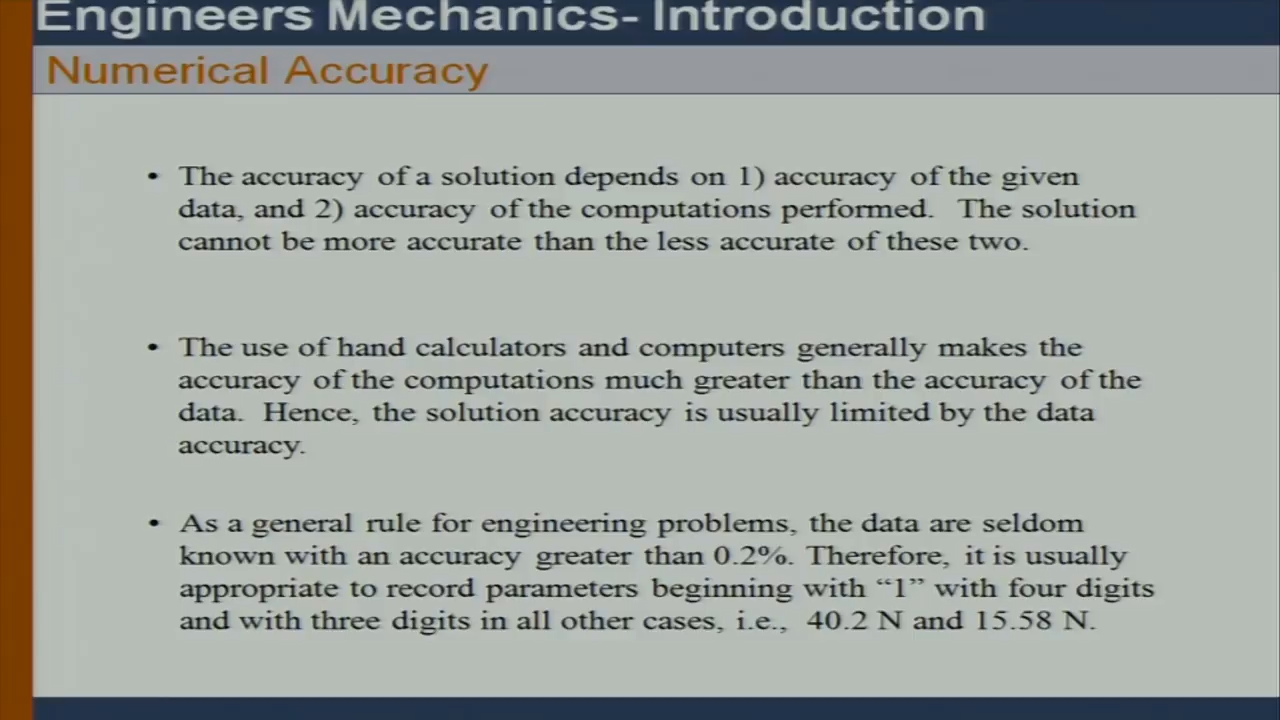 Engineers Mechanics- Introduction
Numerical Accuracy
• The accuracy of a solution depends on 1) accuracy of the given
data, and 2) accuracy of the computations performed. The solution
cannot be more accurate than the less accurate of these two.
• The use of hand calculators and computers generally makes the
accuracy of the computations much greater than the accuracy of the
data. Hence, the solution accuracy is usually limited by the data
accuracy.
• As a general rule for engineering problems, the data are seldom
known with an accuracy greater than 0.2%. Therefore, it is usually
appropriate to record parameters beginning with “1” with four digits
and with three digits in all other cases, i.e., 40.2 N and 15.58 N.